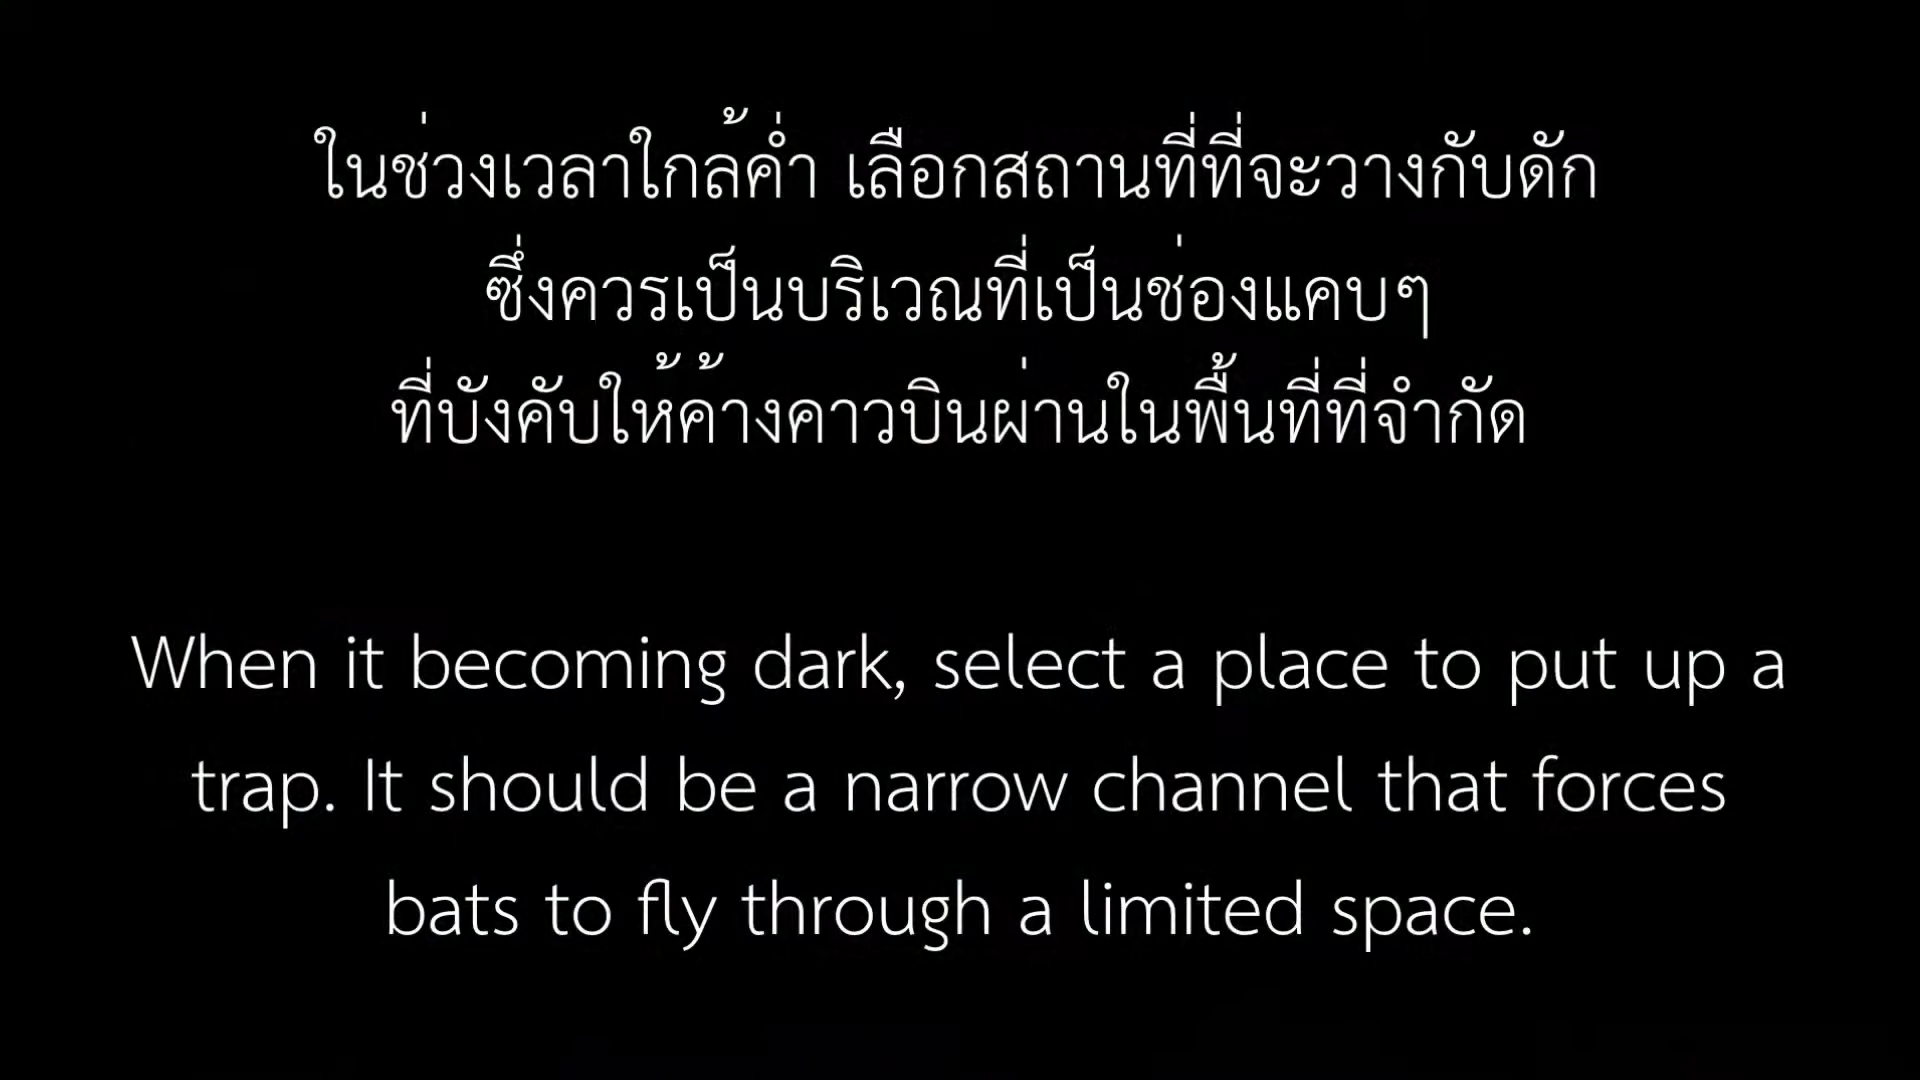 ในช่วงเวลาใกล้ค่ำ เลือกสถานที่ที่จะวางกับดัก
ซึ่งควรเป็นบริเวณที่เป็นช่องแคบๆ
ที่บังคับให้ค้างคาวบินผ่านในพื้นที่ที่จำกัด
When it becoming dark, select a place to put up a
trap. It should be a narrow channel that forces
bats to fly through a limited space.